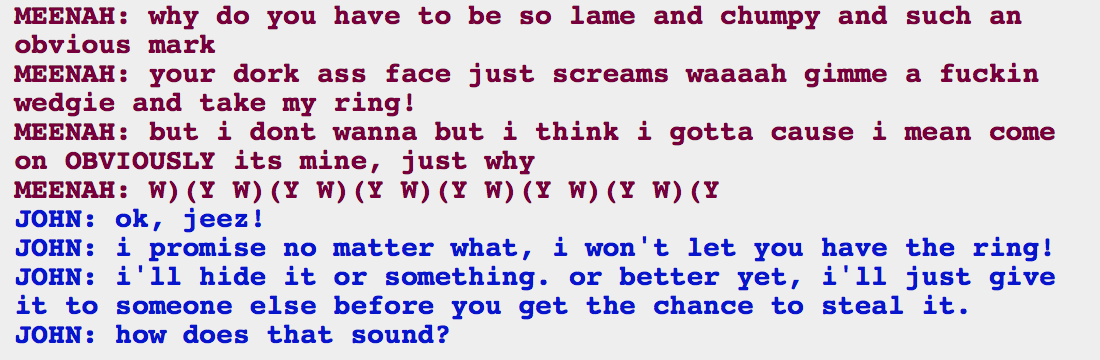 MEENAH: why do you have to be so lame and chumpy and such an
obvious mark
MEENAH: your dork ass face just screams waaaah gimme a fuckin
wedgie and take my ring!
MEENAH: but i dont wanna but i think i gotta cause i mean come
on OBVIOUSLY its mine, just why
MEENAH: W)(Y W)(Y W)(Y W)(Y W)(Y W)(Y W)(Y
JOHN: ok, jeez!
JOHN: i promise no matter what, i won't let you have the ring!
JOHN: i'll hide it or something. or better yet, i'll just give
it to someone else before you get the chance to steal it.
JOHN: how does that sound?